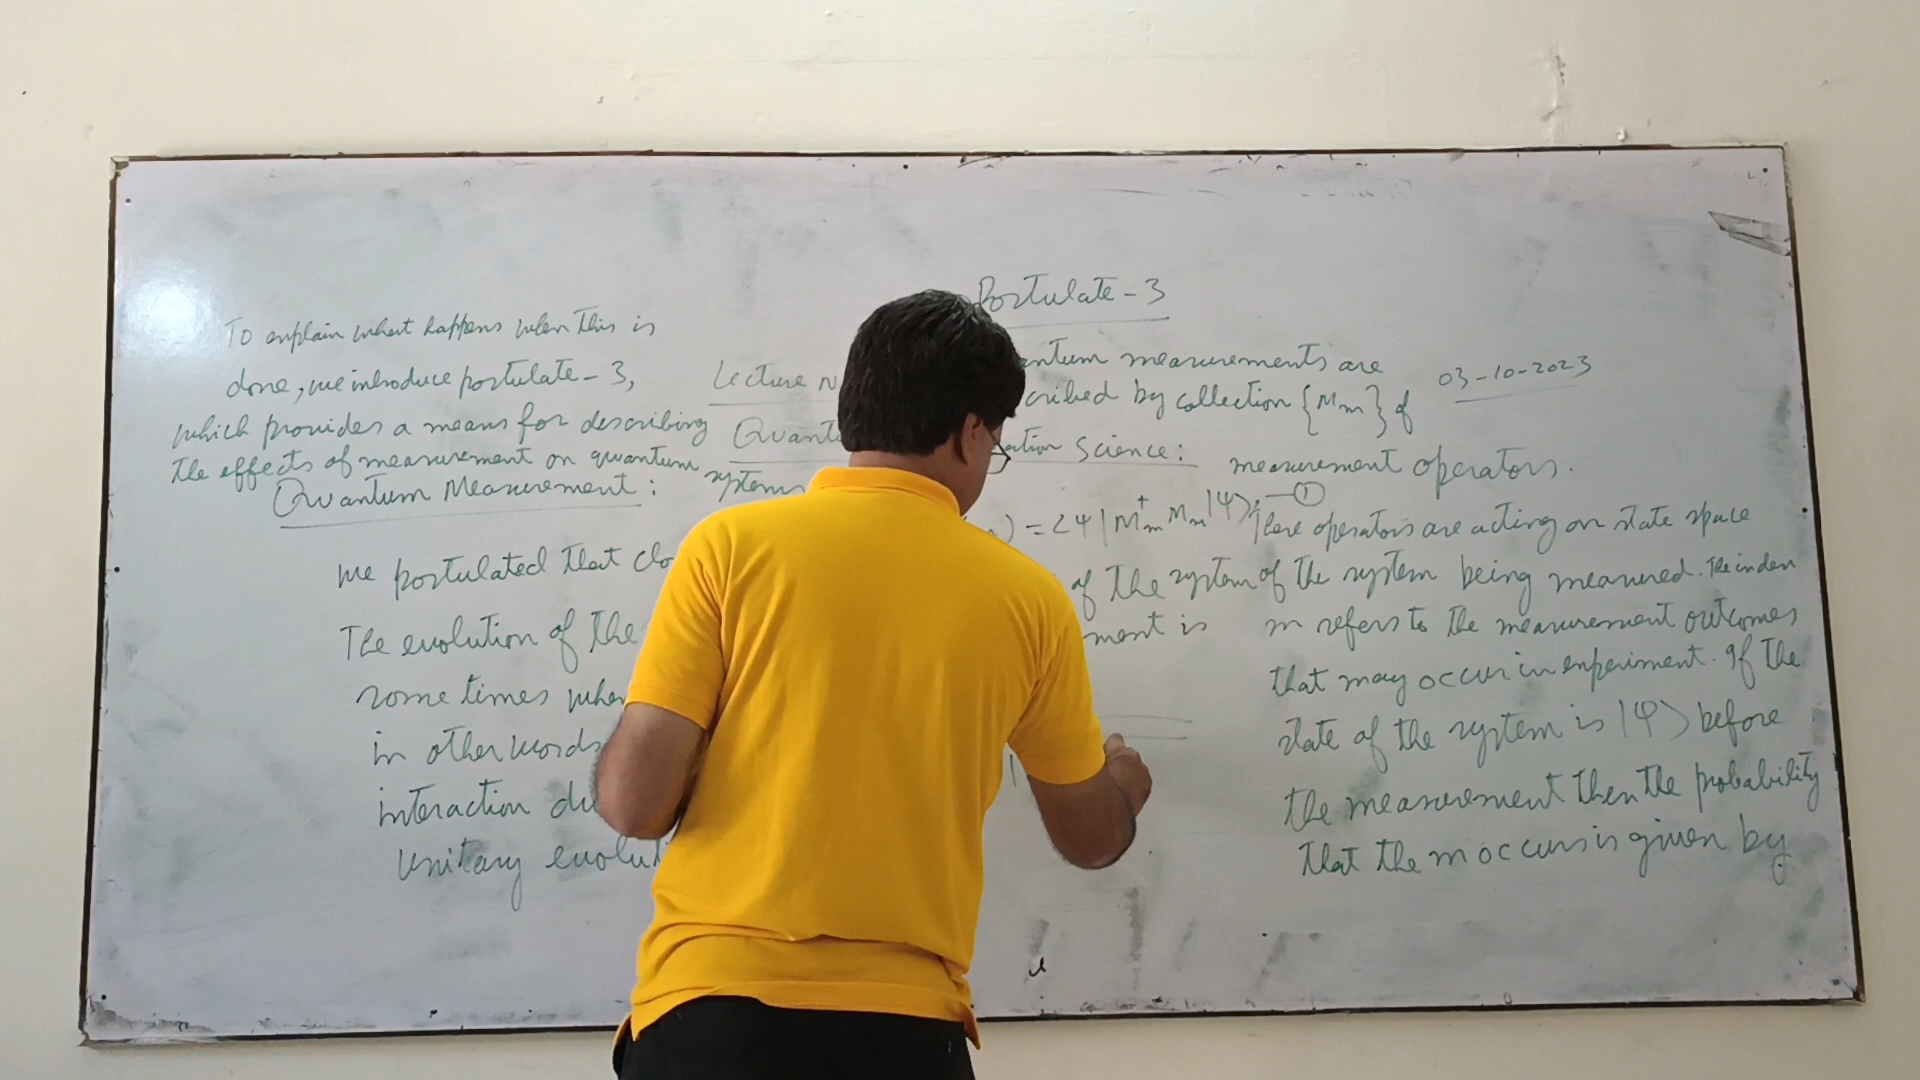 Postulate-3
To explain what happens when this is
done, we introduce postulate-3,
which provides a means for describing
the effects of measurement on quantum
systems
Lecture N
Quant
ation Science:
03-10-2023
Quantum Measurement:
we postulated that clo
The evolution of the
some times when
in other words
interaction du
unitary evolut
ntum measurements are
cribed by collection {Mm} of
measurement operators.
) = <ψ|M†m Mm|ψ> —①
of the system
ment is
These operators are acting on state space
of the system being measured. The index
m refers to the measurement outcomes
that may occur in experiment. If the
state of the system is |ψ> before
the measurement then the probability
that the m occurs is given by